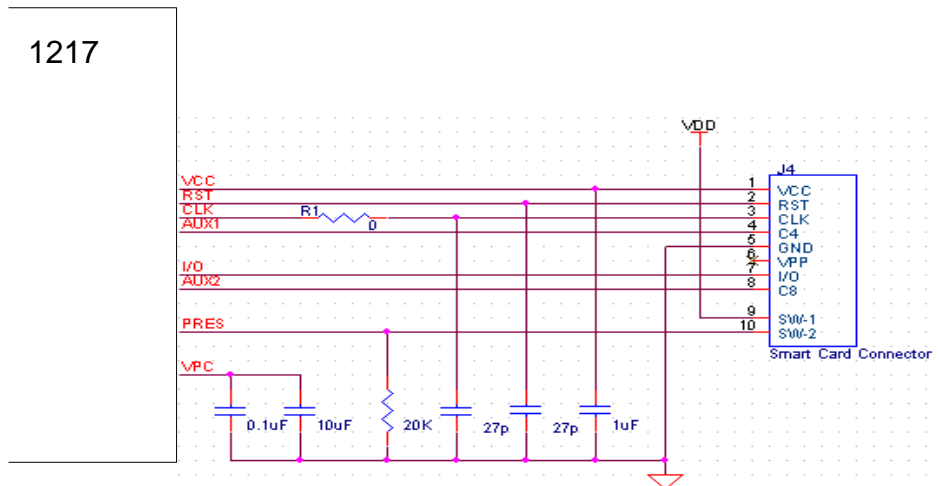 1217
VDD
J4
VCC
1
VCC
RST
2
RST
CLK
R1
0
3
CLK
AUX1
4
C4
5
GND
6
VPP
I/O
7
I/O
AUX2
8
C8
9
SW-1
PRES
10
SW-2
Smart Card Connector
VPC
0.1uF
10uF
20K
27p
27p
1uF